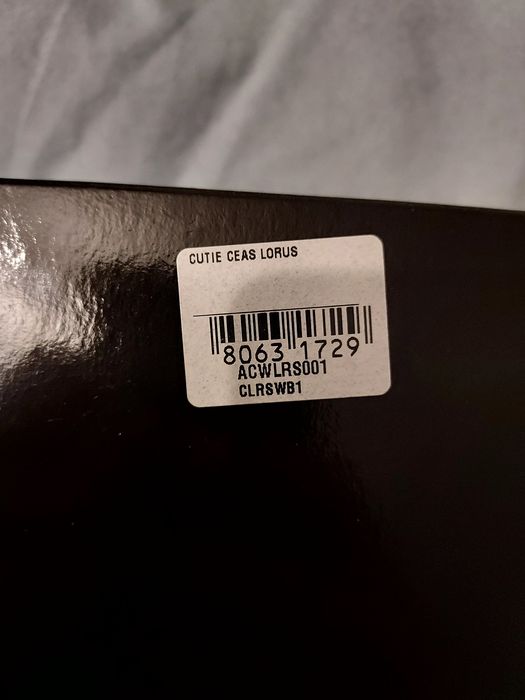 CUTIE CEAS LORUS
8063 1729
ACWLRS001
CLRSWB1